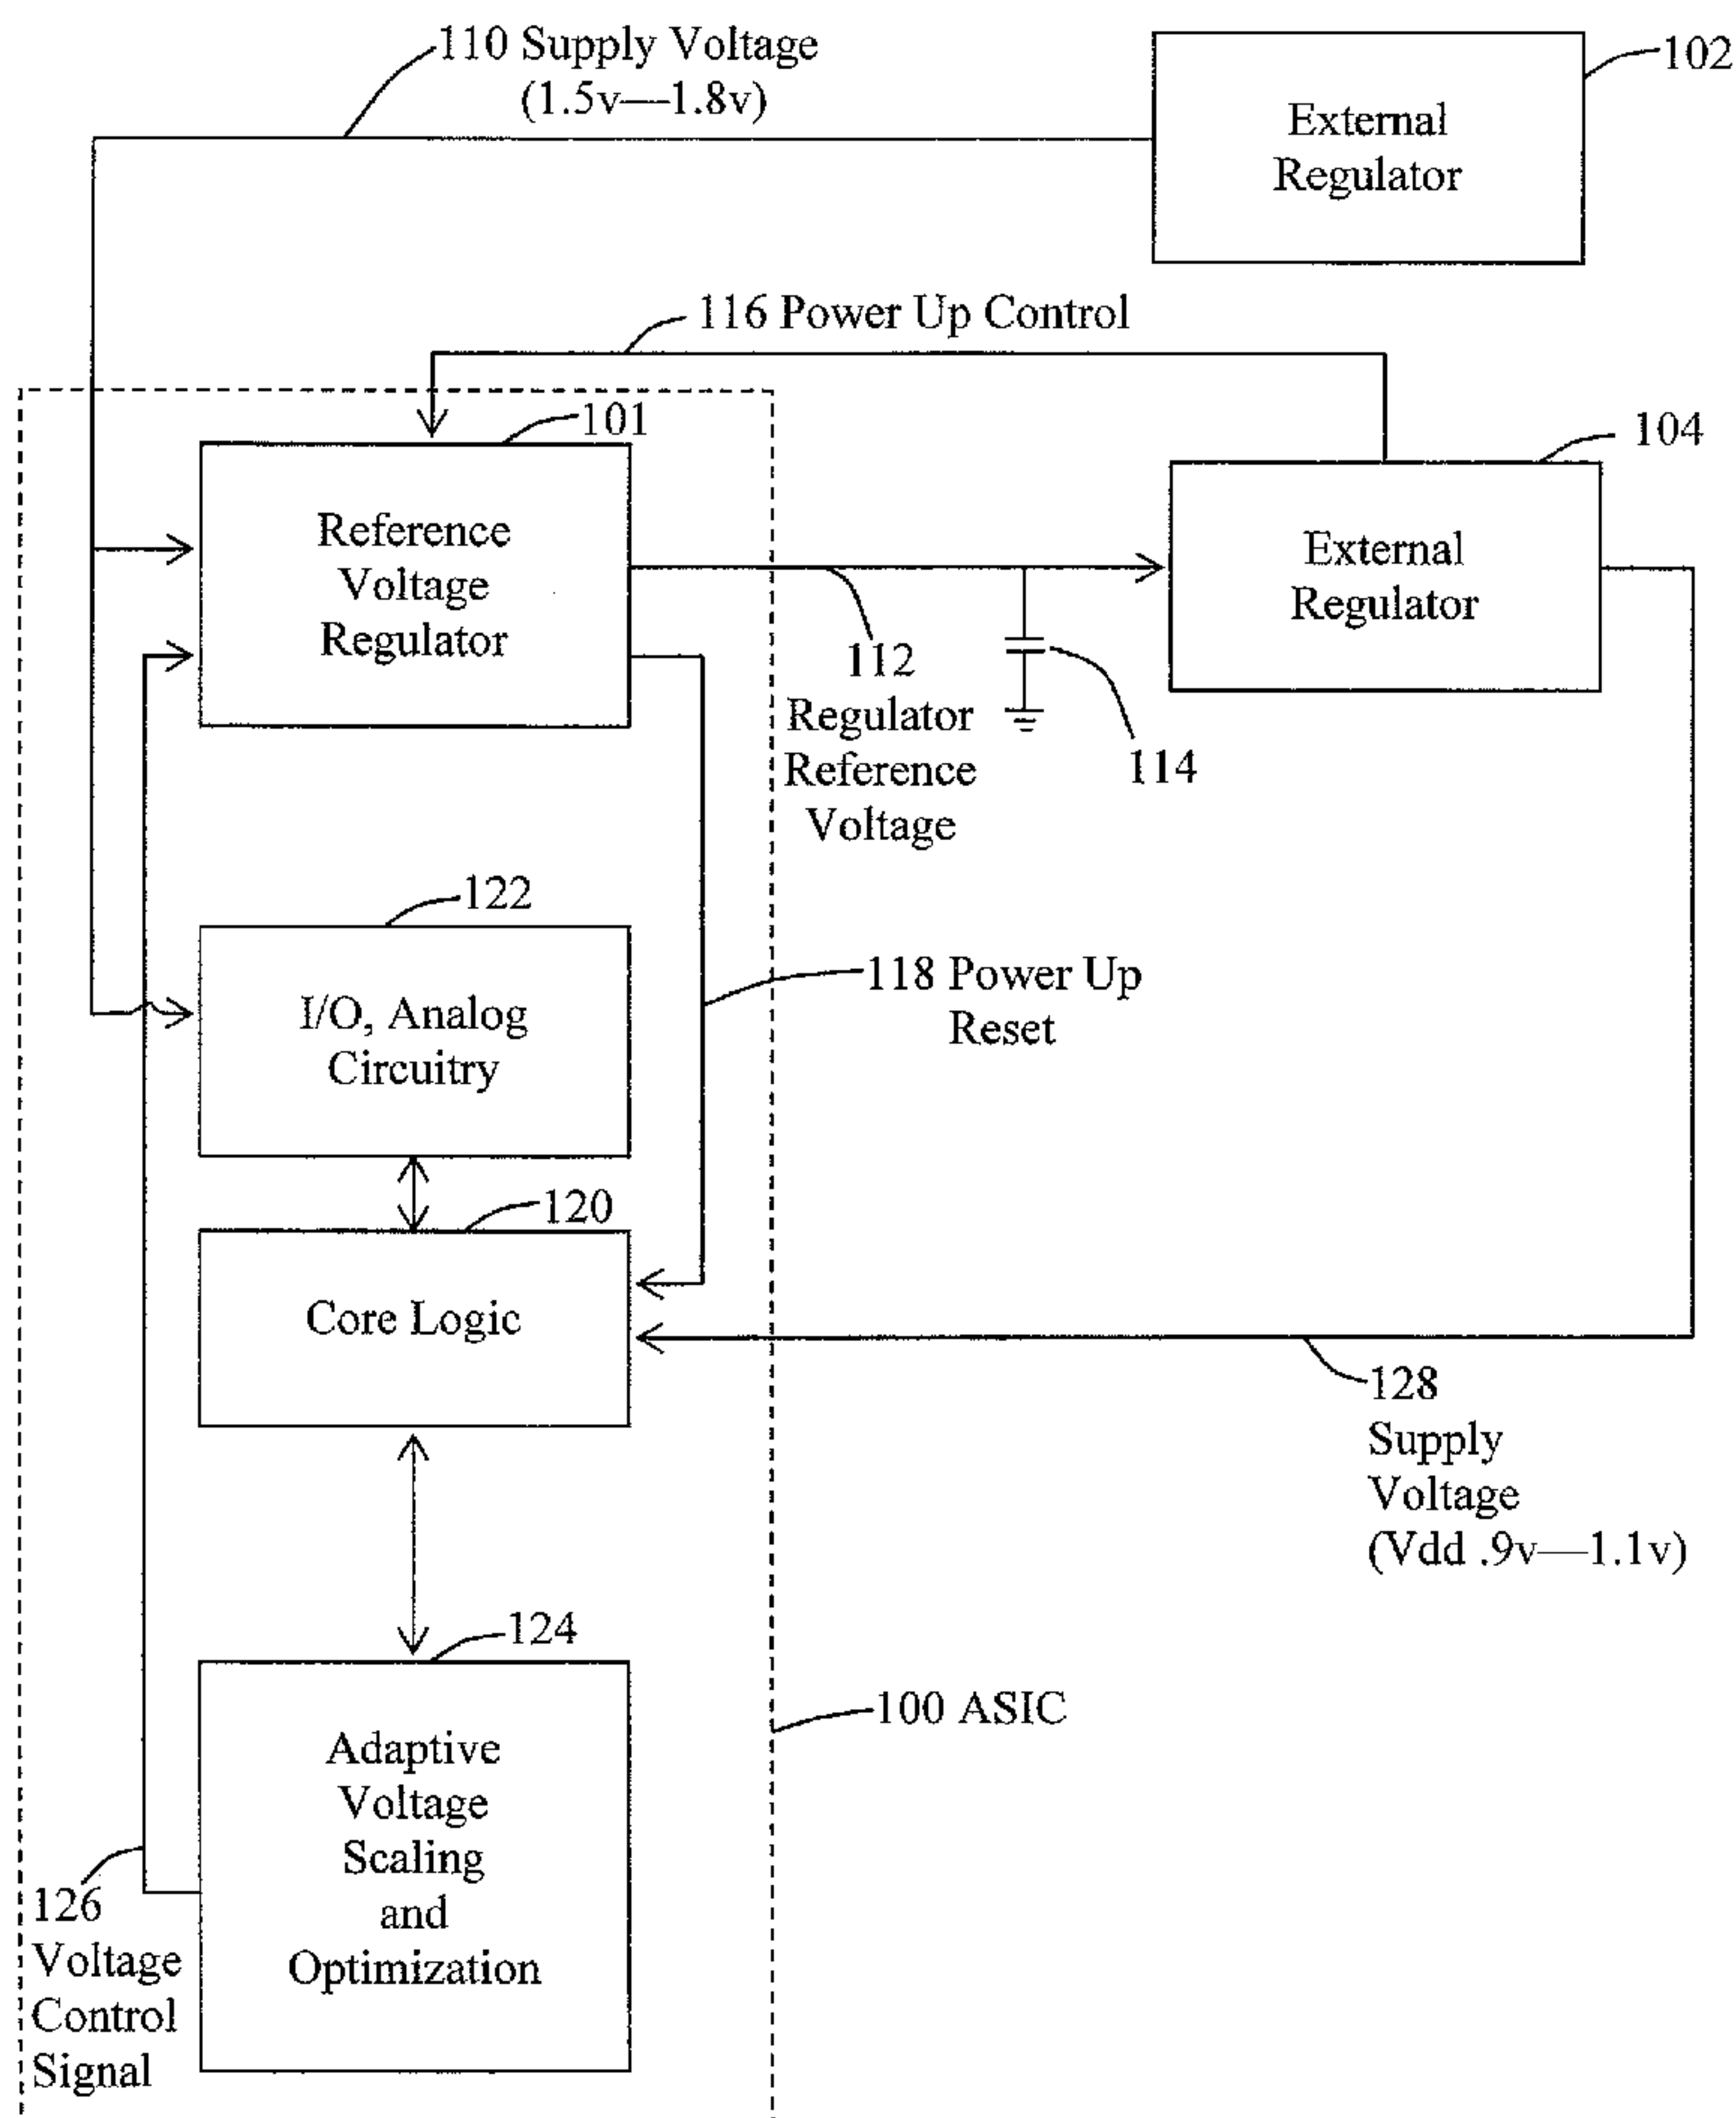 110 Supply Voltage
(1.5v—1.8v)
102
External
Regulator
116 Power Up Control
101
104
Reference
Voltage
Regulator
External
Regulator
112
Regulator
Reference
Voltage
114
122
118 Power Up
Reset
I/O, Analog
Circuitry
120
Core Logic
128
Supply
Voltage
(Vdd .9v—1.1v)
124
100 ASIC
Adaptive
Voltage
Scaling
and
Optimization
126
Voltage
Control
Signal